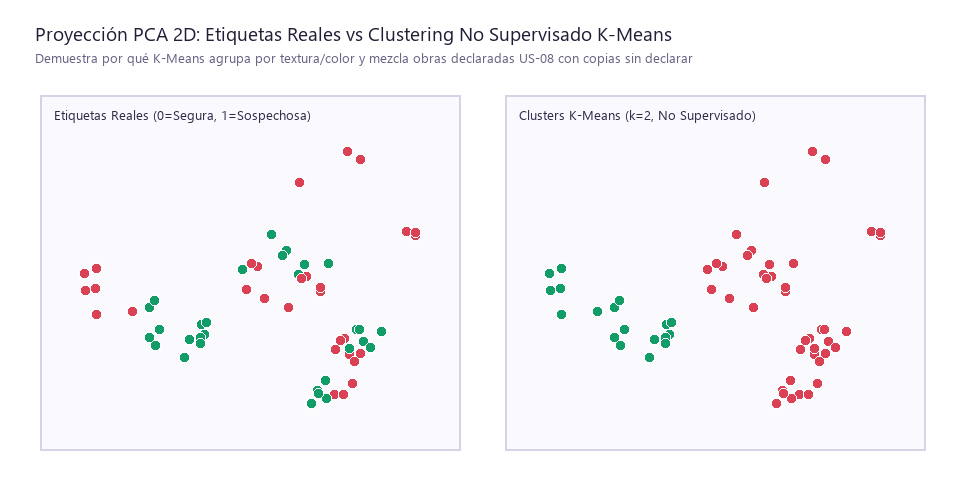 Proyección PCA 2D: Etiquetas Reales vs Clustering No Supervisado K-Means
Demuestra por qué K-Means agrupa por textura/color y mezcla obras declaradas US-08 con copias sin declarar
Etiquetas Reales (0=Segura, 1=Sospechosa)
Clusters K-Means (k=2, No Supervisado)